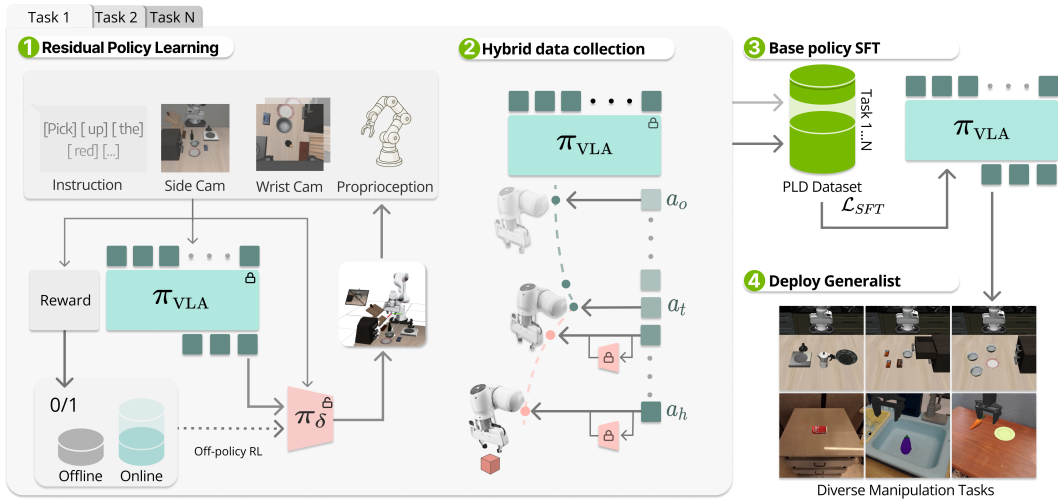 Task 1
Task 2
Task N
1 Residual Policy Learning
[Pick] [ up] [ the]
[ red] [...]
Instruction
Side Cam
Wrist Cam
Proprioception
Reward
π_VLA
0/1
Offline
Online
Off-policy RL
π_δ
2 Hybrid data collection
π_VLA
a_o
a_t
a_h
3 Base policy SFT
Task 1...N
PLD Dataset
ℒ_SFT
π_VLA
4 Deploy Generalist
Diverse Manipulation Tasks